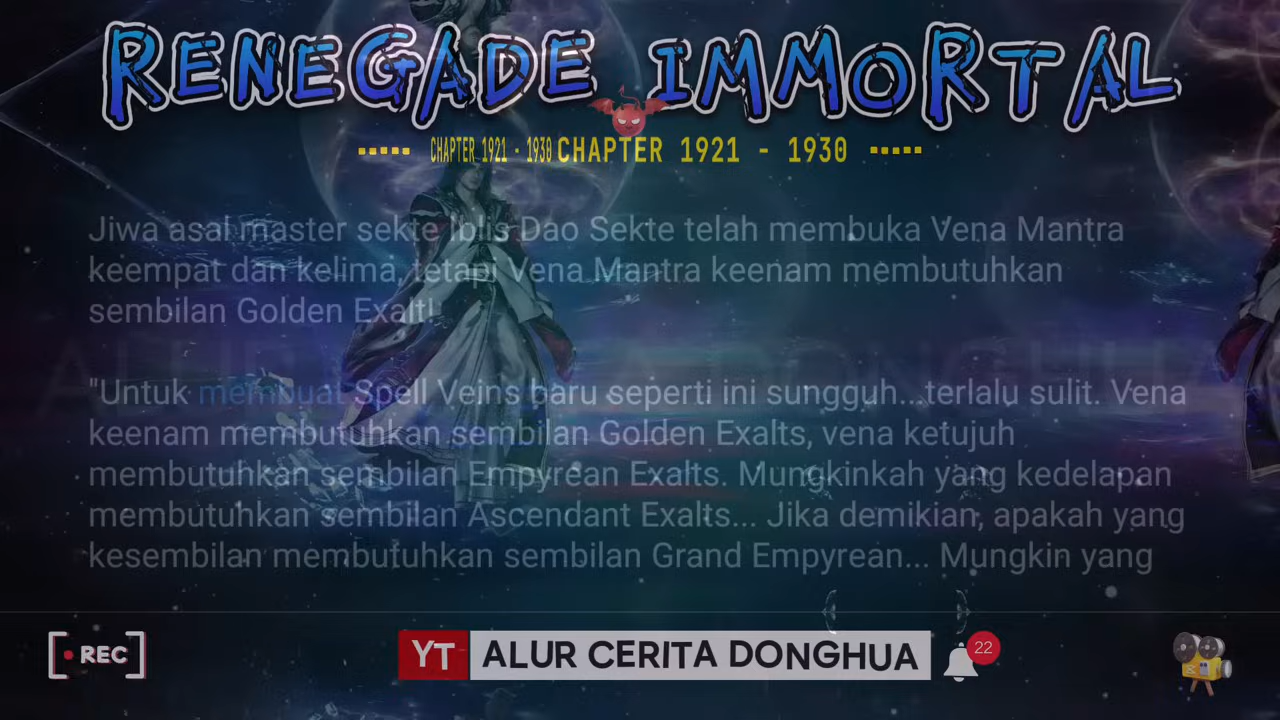 RENEGADE IMMORTAL
CHAPTER 1921 - 1930 CHAPTER 1921 - 1930
Jiwa asal master sekte Iblis Dao Sekte telah membuka Vena Mantra
keempat dan kelima, tetapi Vena Mantra keenam membutuhkan
sembilan Golden Exalt!
ALUR CERITA DONGHUA
"Untuk membuat Spell Veins baru seperti ini sungguh...terlalu sulit. Vena
keenam membutuhkan sembilan Golden Exalts, vena ketujuh
membutuhkan sembilan Empyrean Exalts. Mungkinkah yang kedelapan
membutuhkan sembilan Ascendant Exalts... Jika demikian, apakah yang
kesembilan membutuhkan sembilan Grand Empyrean... Mungkin yang
REC
YT ALUR CERITA DONGHUA
22